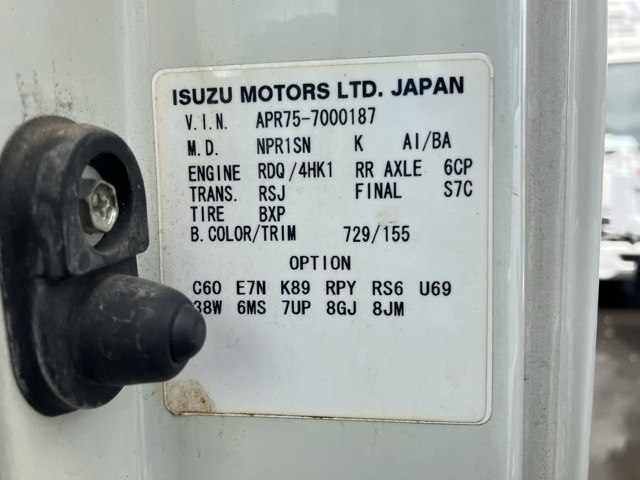 ISUZU MOTORS LTD. JAPAN
V.I.N. APR75-7000187
M.D. NPR1SN K AI/BA
ENGINE RDQ/4HK1 RR AXLE 6CP
TRANS. RSJ FINAL S7C
TIRE BXP
B.COLOR/TRIM 729/155
OPTION
C60 E7N K89 RPY RS6 U69
6MS 7UP 8GJ 8JM